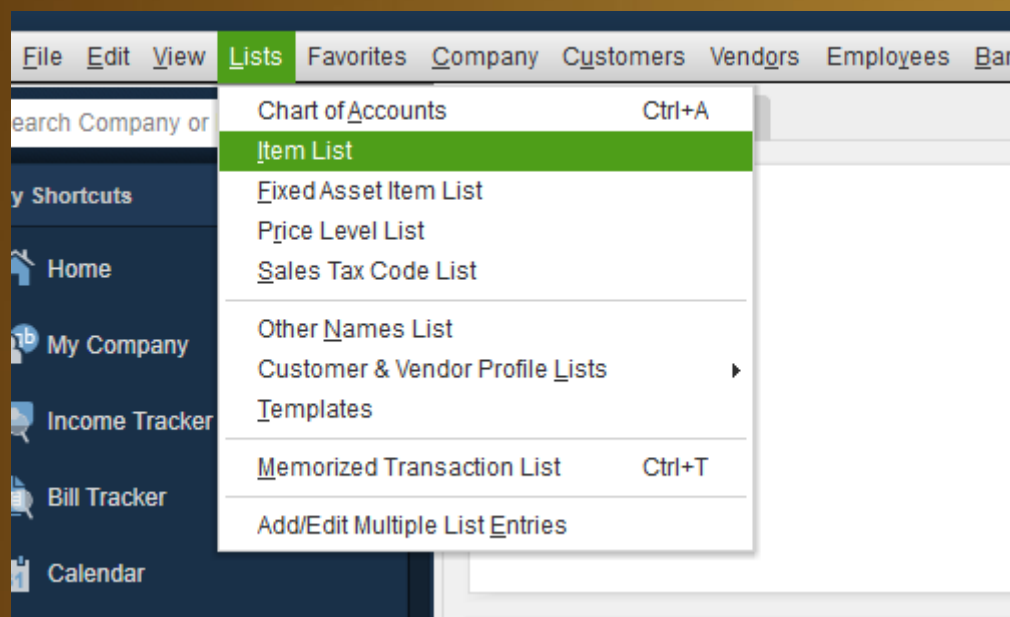 File Edit View Lists Favorites Company Customers Vendors Employees
Chart of Accounts Ctrl+A
Company or
Item List
Shortcuts
Fixed Asset Item List
Price Level List
Home
Sales Tax Code List
Other Names List
My Company
Customer & Vendor Profile Lists
Templates
Income Tracker
Memorized Transaction List Ctrl+T
Bill Tracker
Add/Edit Multiple List Entries
Calendar